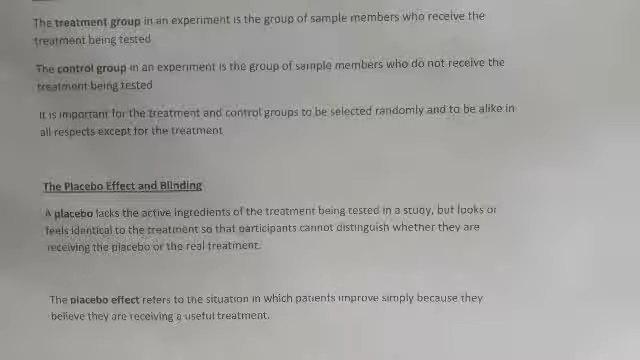 The treatment group in an experiment is the group of sample members who receive the
treatment being tested
The control group in an experiment is the group of sample members who do not receive the
treatment being tested
It is important for the treatment and control groups to be selected randomly and to be alike in
all respects except for the treatment
The Placebo Effect and Blinding
A placebo lacks the active ingredients of the treatment being tested in a study, but looks or
feels identical to the treatment so that participants cannot distinguish whether they are
receiving the placebo or the real treatment.
The placebo effect refers to the situation in which patients improve simply because they
believe they are receiving a useful treatment.